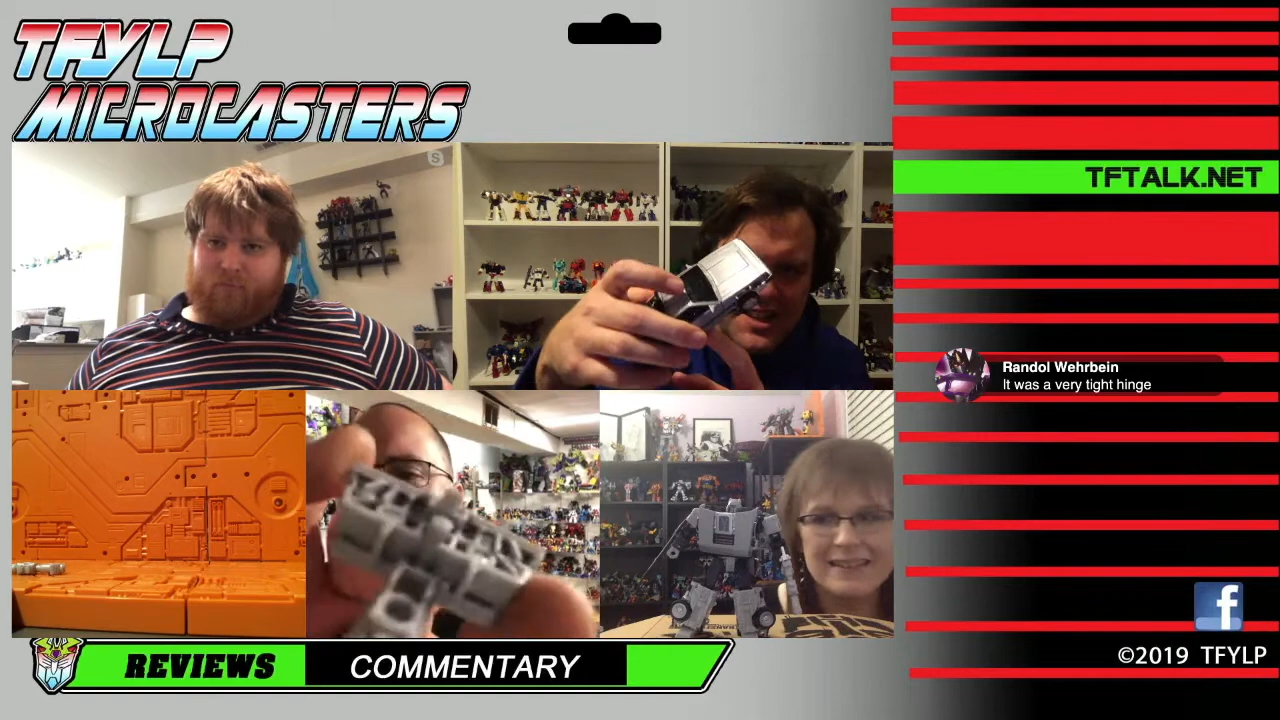 TFYLP
MICROCASTERS
S
TFTALK.NET
Randol Wehrbein
It was a very tight hinge
f
REVIEWS
COMMENTARY
©2019 TFYLP